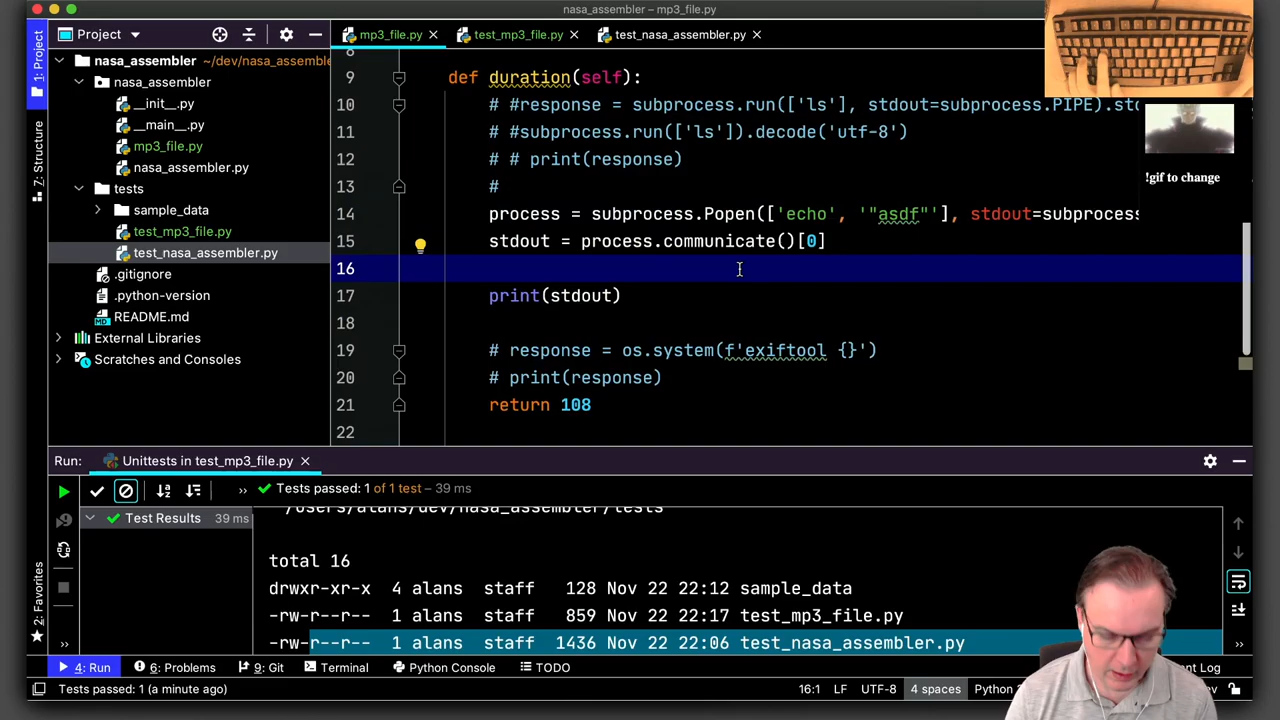 nasa_assembler – mp3_file.py
Project
mp3_file.py
test_mp3_file.py
test_nasa_assembler.py
1: Project
7: Structure
2: Favorites
nasa_assembler ~/dev/nasa_assemble
nasa_assembler
__init__.py
__main__.py
mp3_file.py
nasa_assembler.py
tests
sample_data
test_mp3_file.py
test_nasa_assembler.py
.gitignore
.python-version
README.md
External Libraries
Scratches and Consoles
8
9 def duration(self):
10 # #response = subprocess.run(['ls'], stdout=subprocess.PIPE).std
11 # #subprocess.run(['ls']).decode('utf-8')
12 # # print(response)
13 #
14 process = subprocess.Popen(['echo', '"asdf"'], stdout=subprocess
15 stdout = process.communicate()[0]
16
17 print(stdout)
18
19 # response = os.system(f'exiftool {}')
20 # print(response)
21 return 108
22
!gif to change
Run: Unittests in test_mp3_file.py
Tests passed: 1 of 1 test – 39 ms
Test Results 39 ms
/Users/alans/dev/nasa_assembler/tests
total 16
drwxr-xr-x 4 alans staff 128 Nov 22 22:12 sample_data
-rw-r--r-- 1 alans staff 859 Nov 22 22:17 test_mp3_file.py
-rw-r--r-- 1 alans staff 1436 Nov 22 22:06 test_nasa_assembler.py
4: Run
6: Problems
9: Git
Terminal
Python Console
TODO
nt Log
Tests passed: 1 (a minute ago)
16:1 LF UTF-8 4 spaces Python